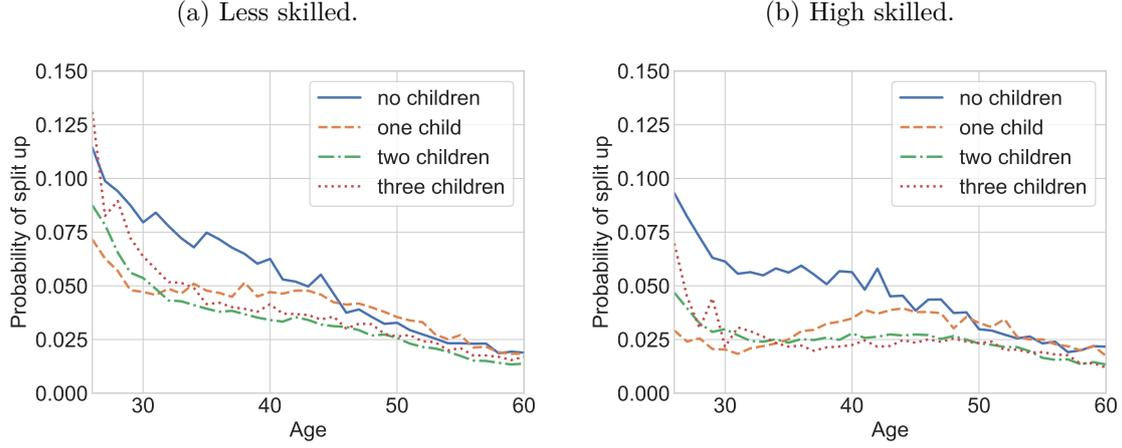 (a) Less skilled.
0.150
0.125
0.100
0.075
0.050
0.025
0.000
Probability of split up
no children
one child
two children
three children
30
40
50
60
Age
(b) High skilled.
0.150
0.125
0.100
0.075
0.050
0.025
0.000
Probability of split up
no children
one child
two children
three children
30
40
50
60
Age